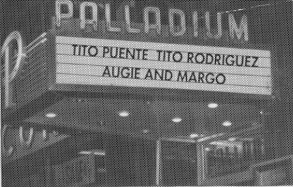 PALLADIUM
TITO PUENTE TITO RODRIGUEZ
AUGIE AND MARGO